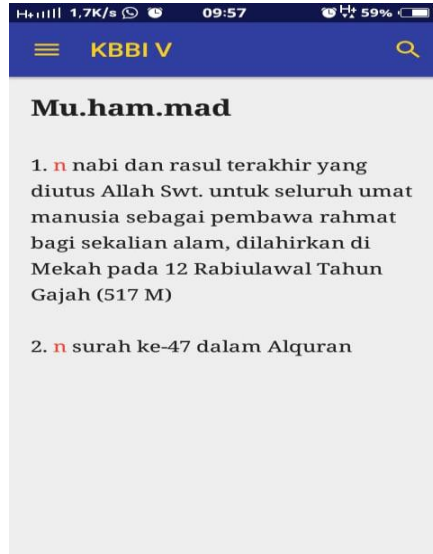 1,7K/s 09:57 59%
KBBI V
Mu.ham.mad
1. n nabi dan rasul terakhir yang
diutus Allah Swt. untuk seluruh umat
manusia sebagai pembawa rahmat
bagi sekalian alam, dilahirkan di
Mekah pada 12 Rabiulawal Tahun
Gajah (517 M)
2. n surah ke-47 dalam Alquran